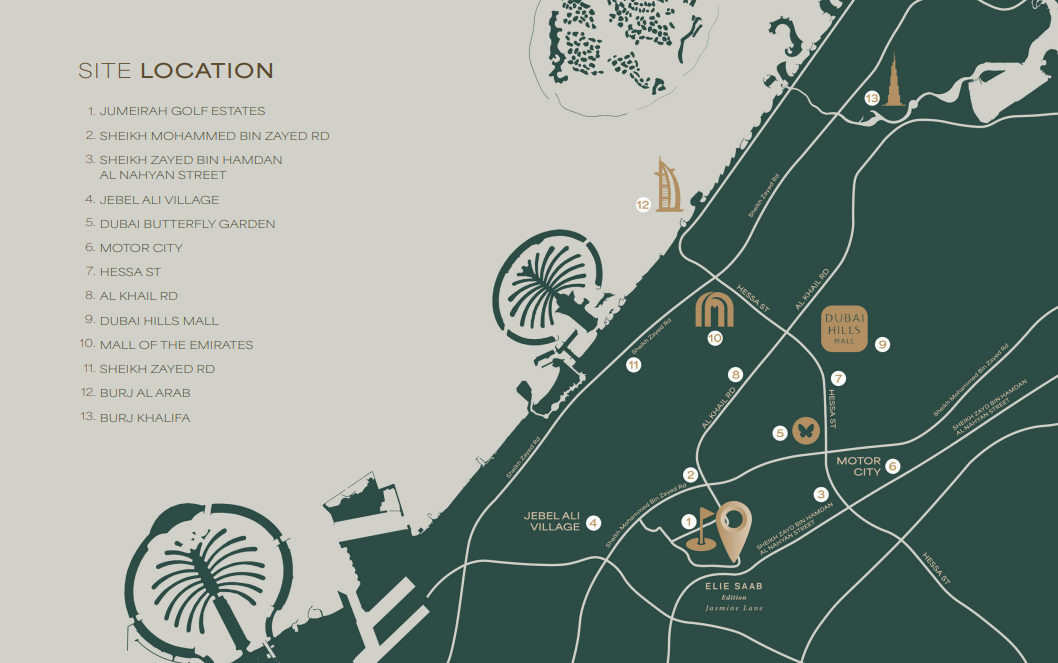 SITE LOCATION
1. JUMEIRAH GOLF ESTATES
2. SHEIKH MOHAMMED BIN ZAYED RD
3. SHEIKH ZAYED BIN HAMDAN
AL NAHYAN STREET
4. JEBEL ALI VILLAGE
5. DUBAI BUTTERFLY GARDEN
6. MOTOR CITY
7. HESSA ST
8. AL KHAIL RD
9. DUBAI HILLS MALL
10. MALL OF THE EMIRATES
11. SHEIKH ZAYED RD
12. BURJ AL ARAB
13. BURJ KHALIFA
13
12
Sheikh Zayed Rd
HESSA ST
AL KHAIL RD
DUBAI
HILLS
MALL
9
10
Sheikh Zayed Rd
11
8
7
AL KHAIL RD
HESSA ST
Sheikh Mohammed Bin Zayed Rd
SHEIKH ZAYD BIN HAMDAN
AL NAHYAN STREET
5
MOTOR
CITY
6
Sheikh Zayed Rd
2
3
Sheikh Mohammed Bin Zayed Rd
JEBEL ALI
VILLAGE
4
1
SHEIKH ZAYD BIN HAMDAN
AL NAHYAN STREET
HESSA ST
ELIE SAAB
Edition
Jasmine Lane